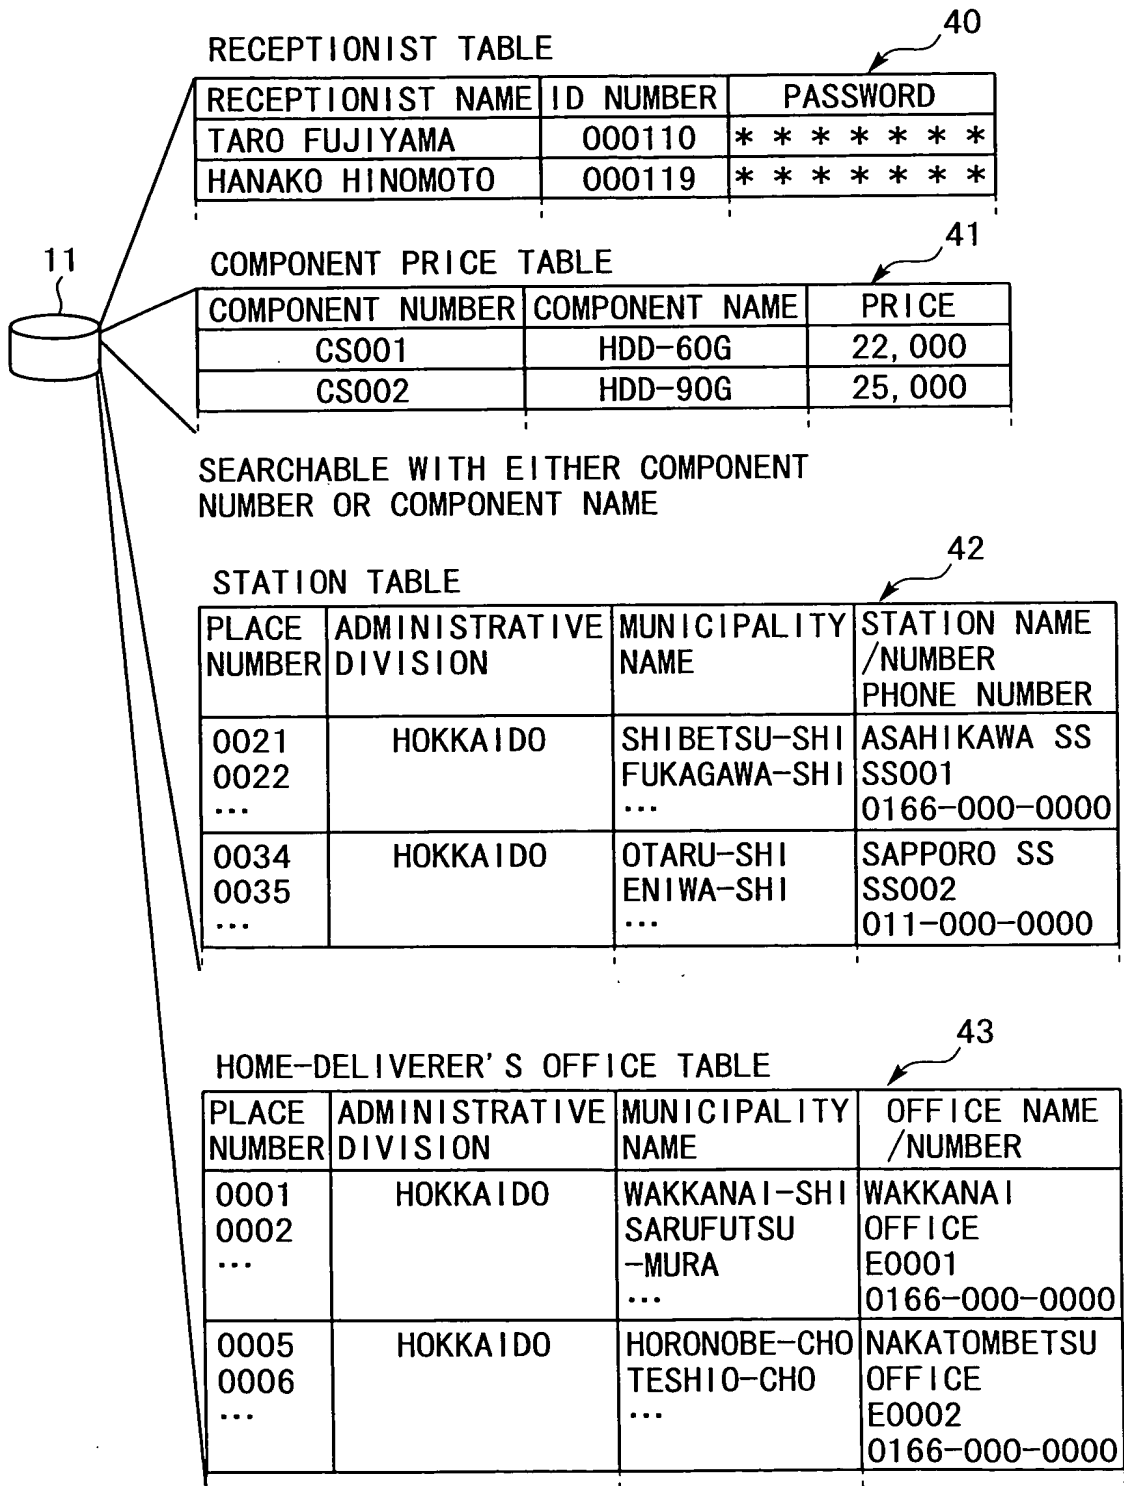 40
RECEPTIONIST TABLE
RECEPTIONIST NAME ID NUMBER PASSWORD
TARO FUJIYAMA 000110 * * * * * * *
HANAKO HINOMOTO 000119 * * * * * * *
11
41
COMPONENT PRICE TABLE
COMPONENT NUMBER COMPONENT NAME PRICE
CS001 HDD-60G 22,000
CS002 HDD-90G 25,000
SEARCHABLE WITH EITHER COMPONENT
NUMBER OR COMPONENT NAME
42
STATION TABLE
PLACE ADMINISTRATIVE MUNICIPALITY STATION NAME
NUMBER DIVISION NAME /NUMBER
PHONE NUMBER
0021 HOKKAIDO SHIBETSU-SHI ASAHIKAWA SS
0022 FUKAGAWA-SHI SS001
... ... 0166-000-0000
0034 HOKKAIDO OTARU-SHI SAPPORO SS
0035 ENIWA-SHI SS002
... ... 011-000-0000
43
HOME-DELIVERER'S OFFICE TABLE
PLACE ADMINISTRATIVE MUNICIPALITY OFFICE NAME
NUMBER DIVISION NAME /NUMBER
0001 HOKKAIDO WAKKANAI-SHI WAKKANAI
0002 SARUFUTSU OFFICE
... -MURA E0001
... 0166-000-0000
0005 HOKKAIDO HORONOBE-CHO NAKATOMBETSU
0006 TESHIO-CHO OFFICE
... ... E0002
0166-000-0000